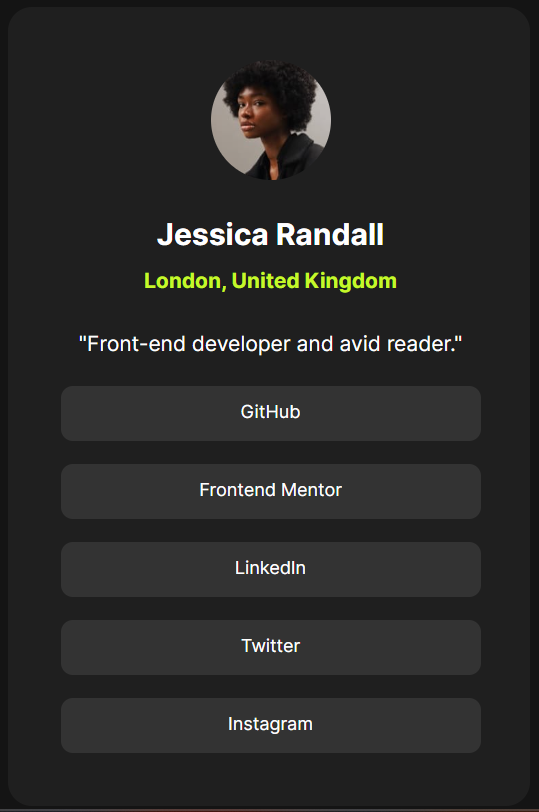 Jessica Randall
London, United Kingdom
"Front-end developer and avid reader."
GitHub
Frontend Mentor
LinkedIn
Twitter
Instagram